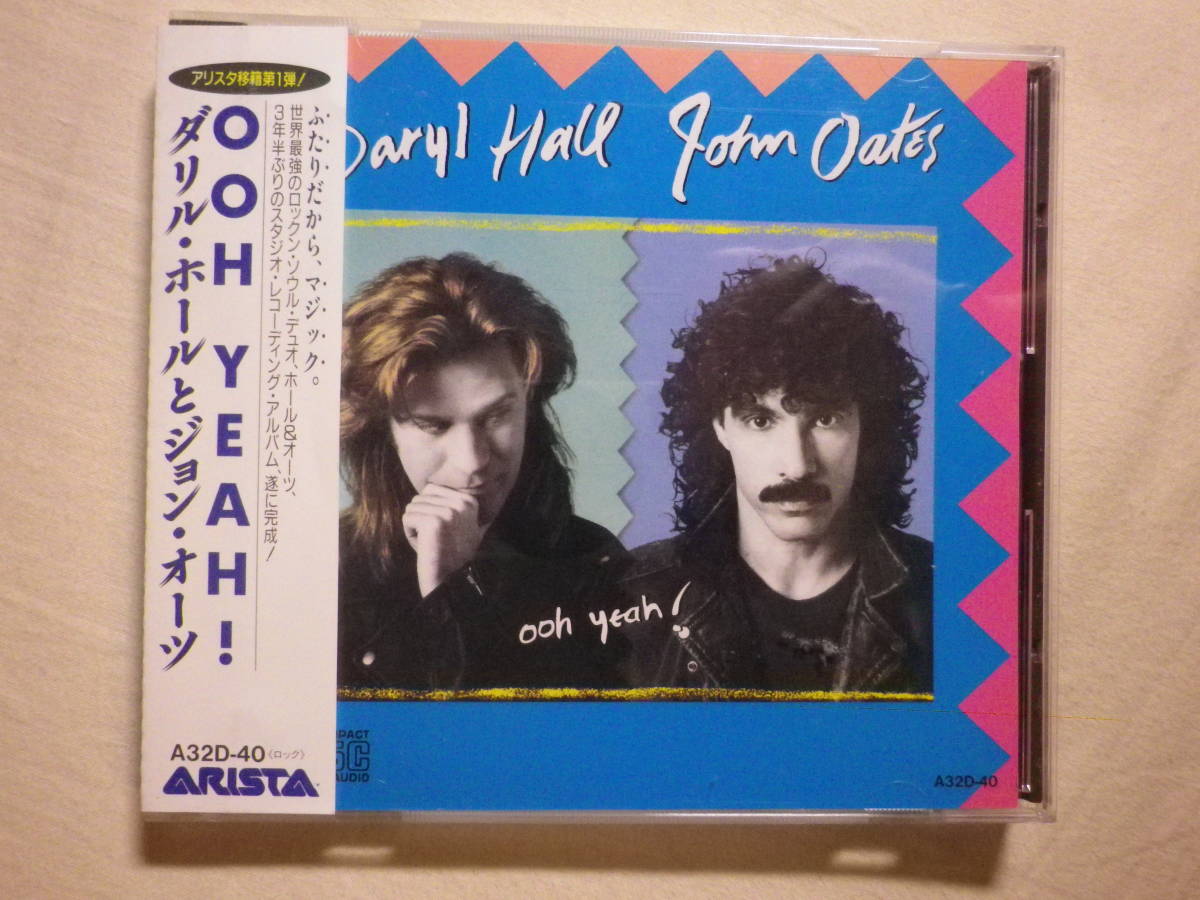 アリスタ移籍第1弾!
OOH YEAH!
ダリル・ホールとジョン・オーツ
ふたりだから、マジック。
世界最強のロックン・ソウル・デュオ、ホール&オーツ、
3年半ぶりのスタジオ・レコーディング・アルバム、遂に完成!
A32D-40〈ロック〉
ARISTA
Daryl Hall John Oates
ooh yeah!
A32D-40